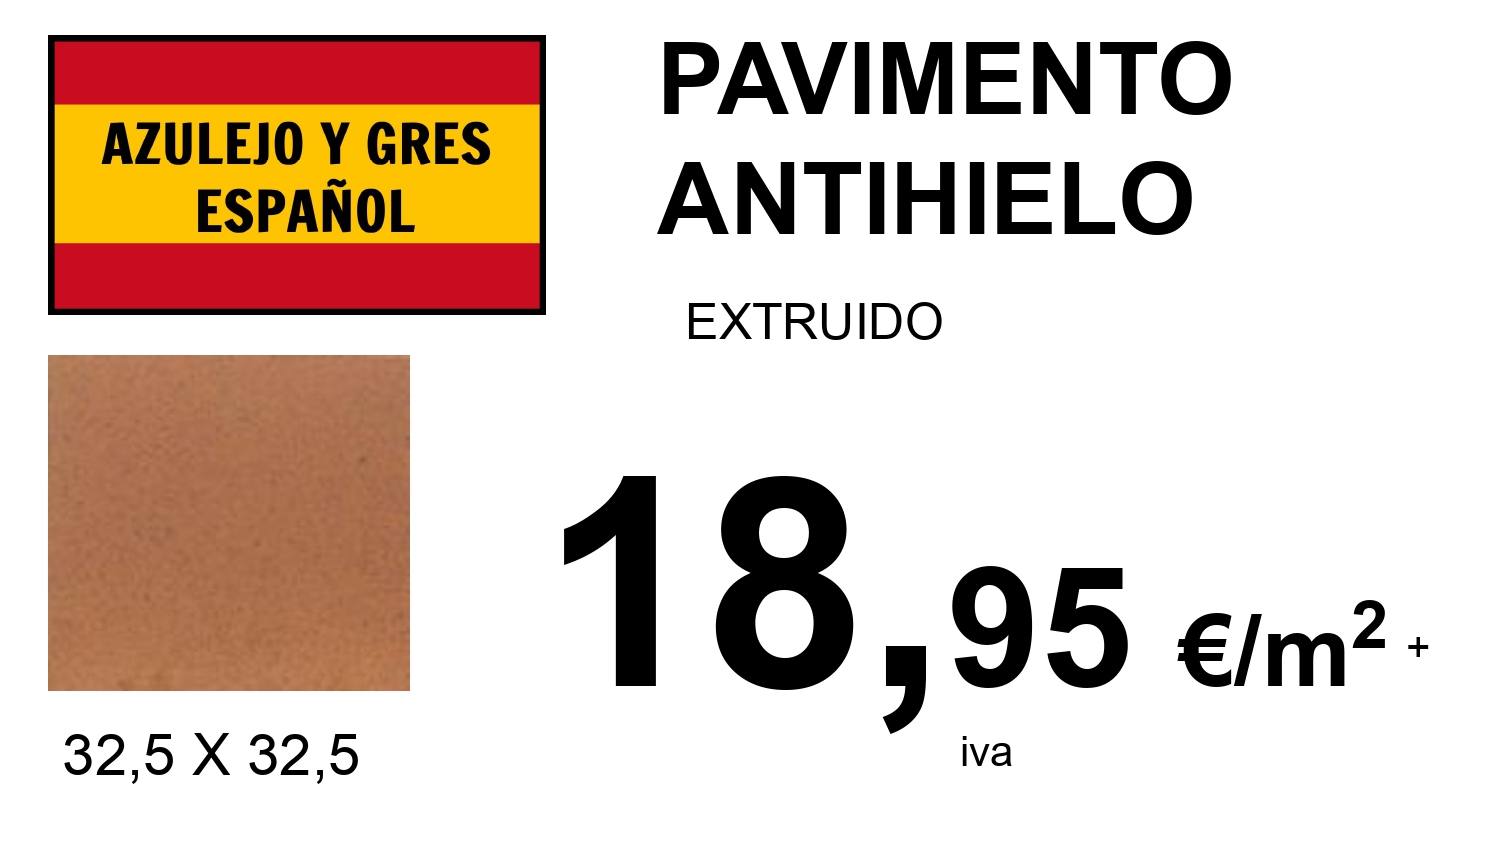 AZULEJO Y GRES
ESPAÑOL
PAVIMENTO
ANTIHIELO
EXTRUIDO
18,95 €/m² +
iva
32,5 X 32,5